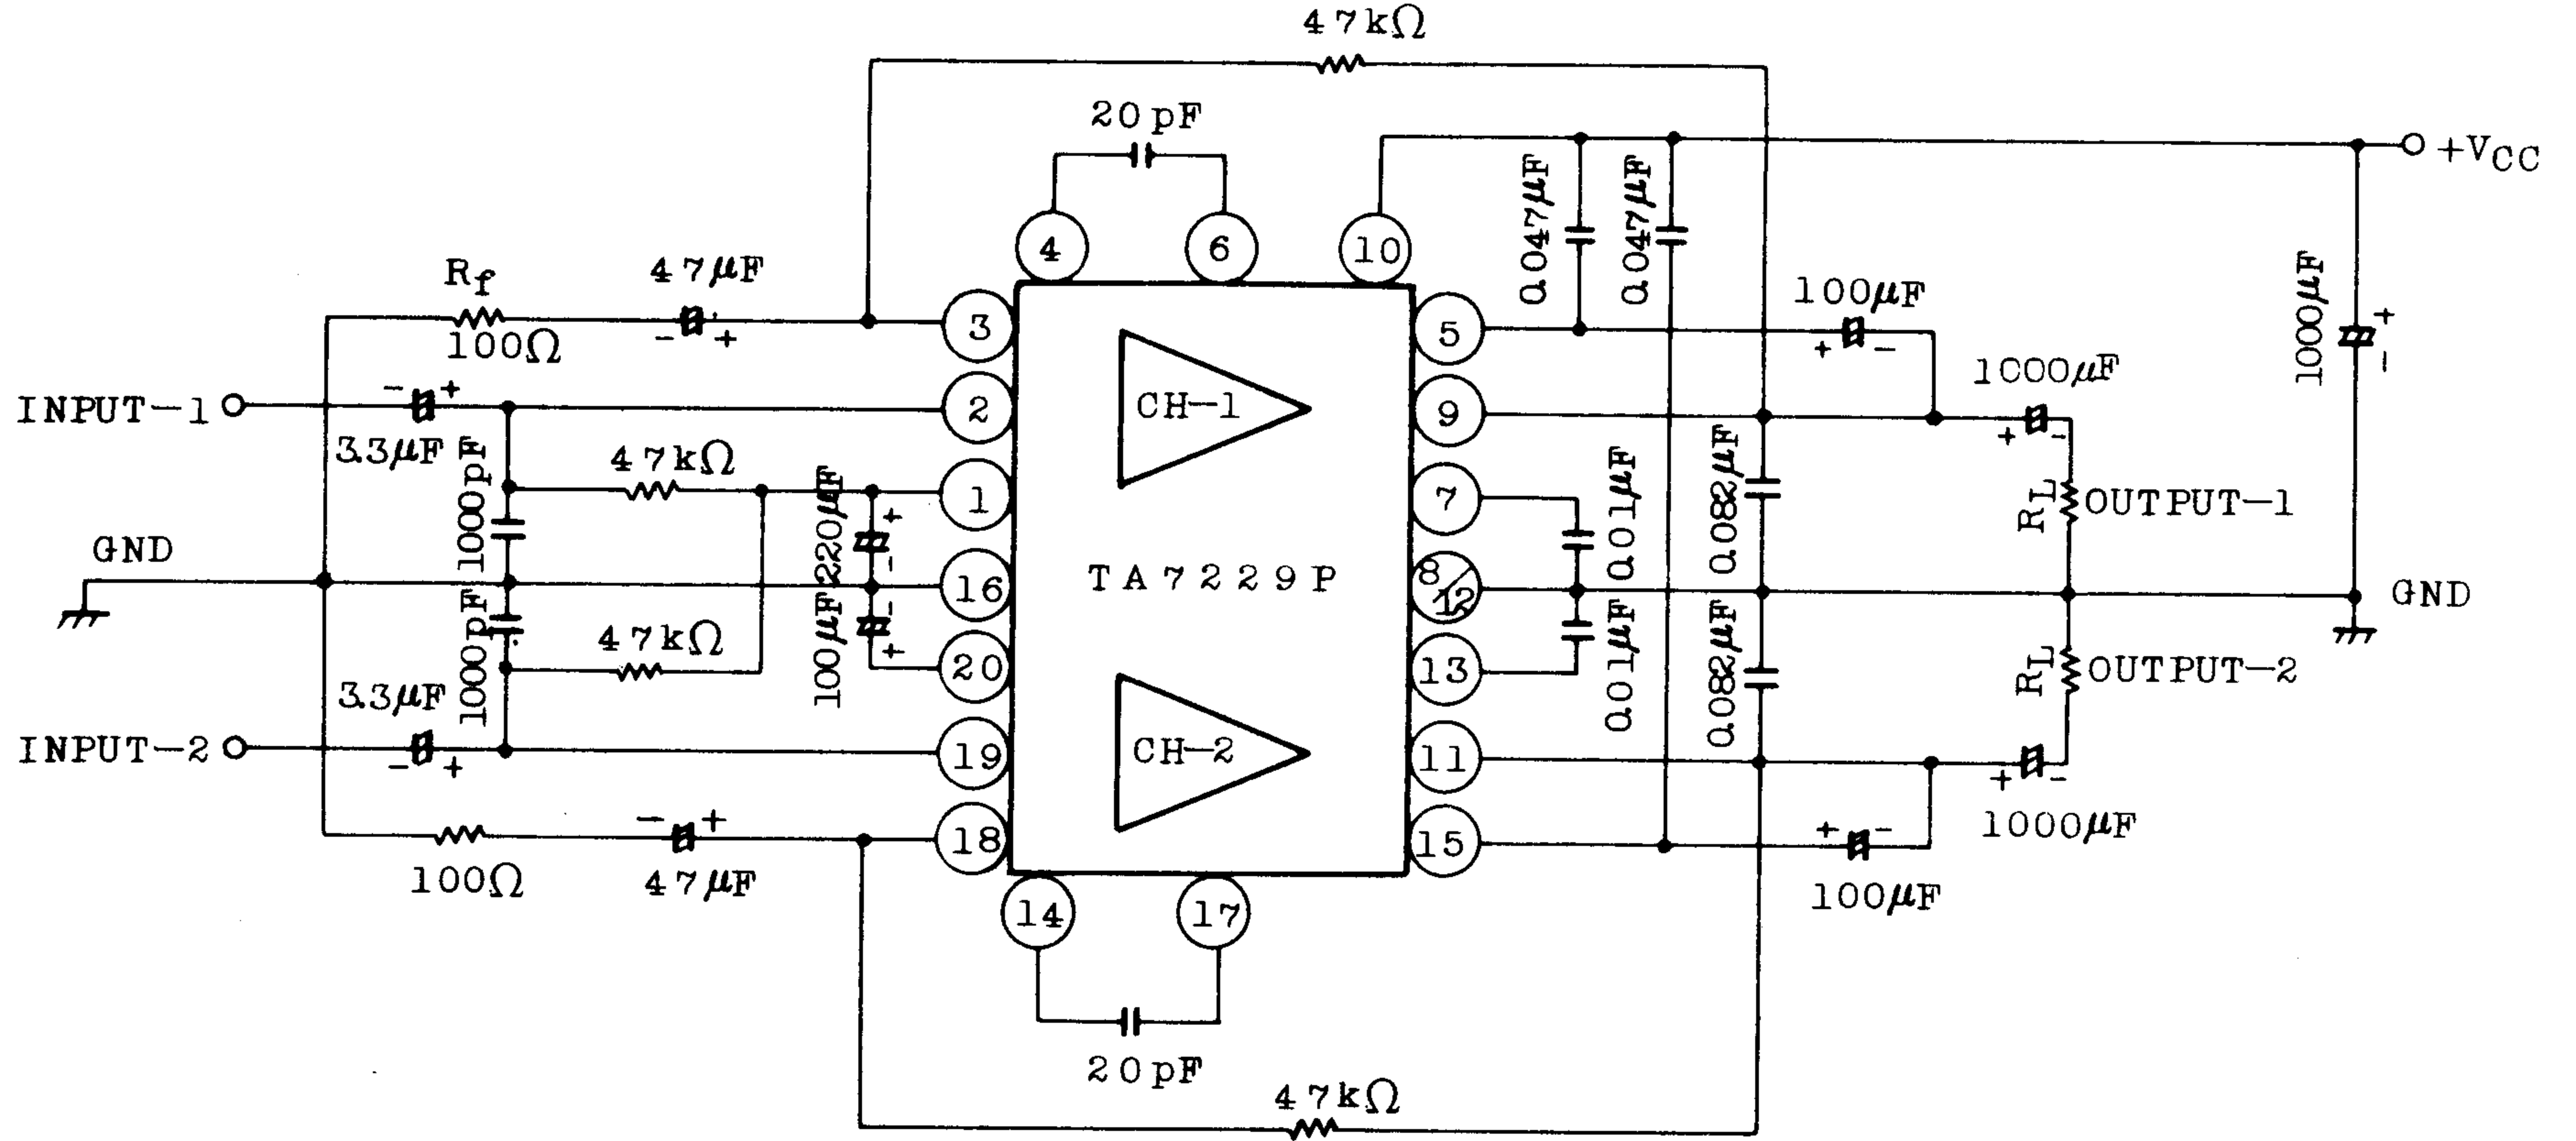 47kΩ
20pF
+VCC
4
6
10
0.047μF
0.047μF
Rf
100Ω
47μF
3
5
100μF
1000μF
1000μF
INPUT-1
3.3μF
2
CH-1
9
1000pF
47kΩ
220μF
1
7
0.01μF
0.082μF
RL
OUTPUT-1
GND
16
TA7229P
8/12
GND
1000pF
47kΩ
100μF
20
13
0.01μF
0.082μF
RL
OUTPUT-2
3.3μF
INPUT-2
19
CH-2
11
1000μF
100Ω
47μF
18
15
100μF
14
17
20pF
47kΩ